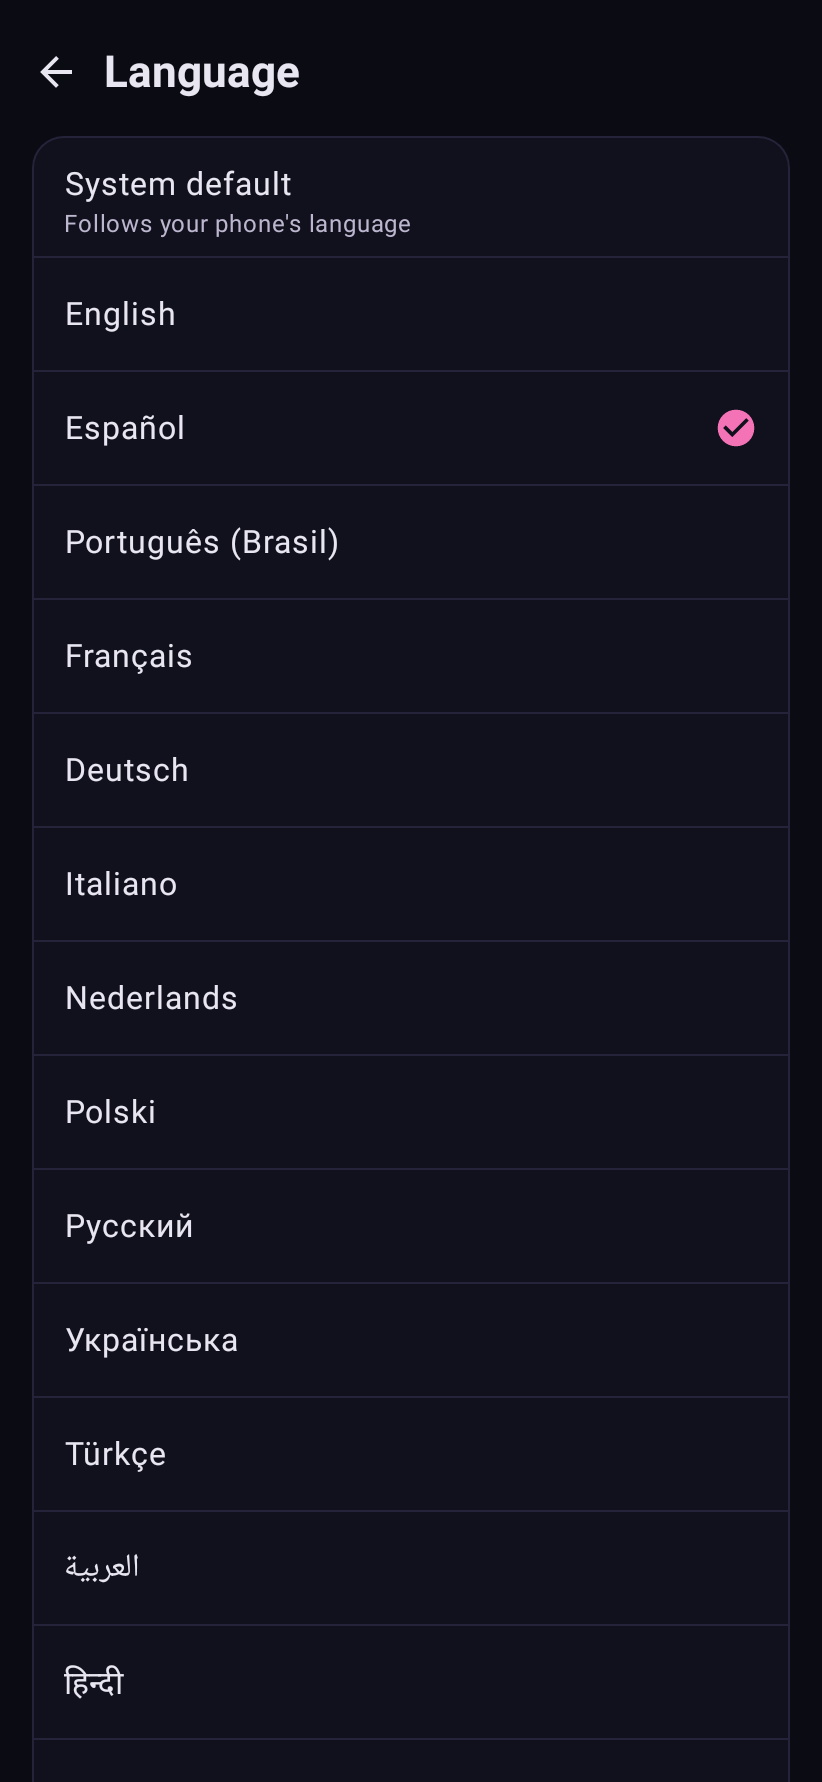 Language
System default
Follows your phone's language
English
Español
Português (Brasil)
Français
Deutsch
Italiano
Nederlands
Polski
Русский
Українська
Türkçe
العربية
हिन्दी